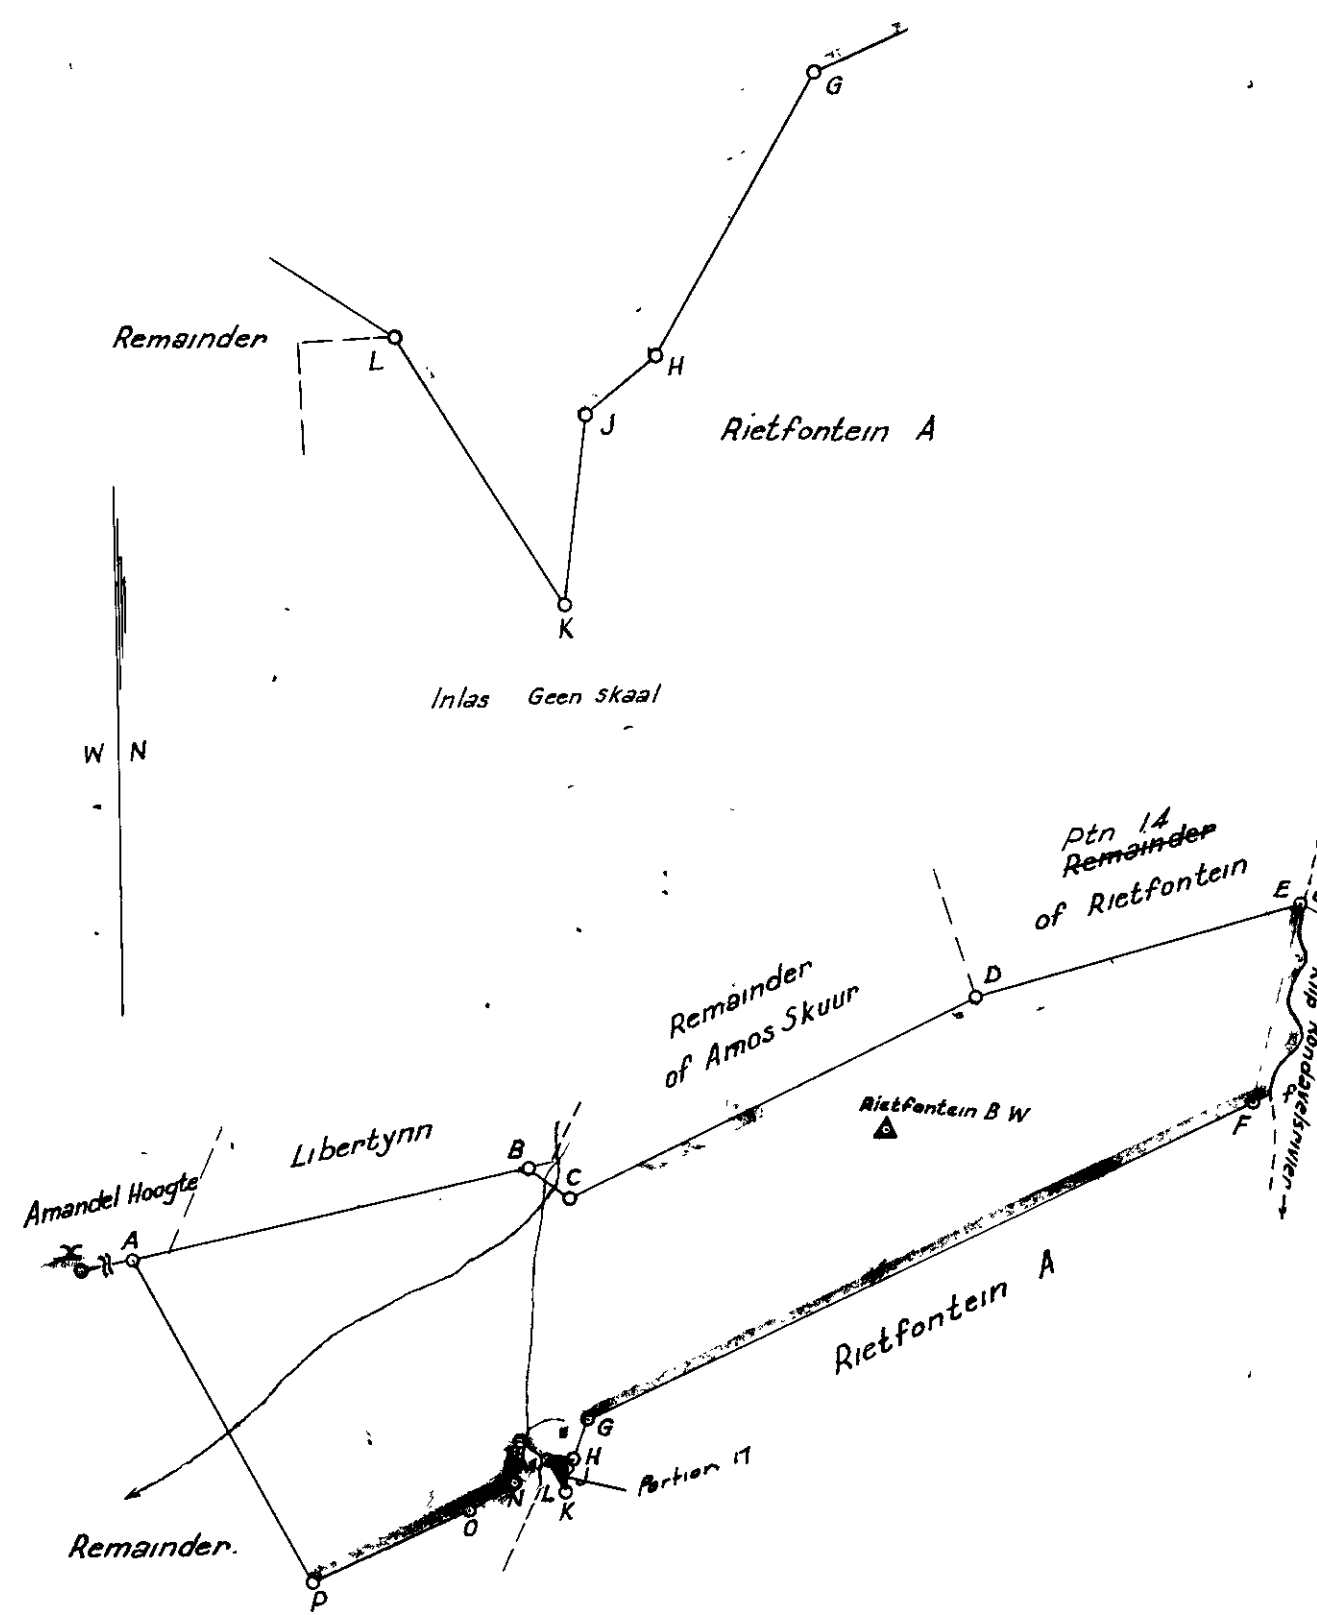 G
Remainder
L
H
J
Rietfontein A
K
Inlas Geen skaal
W N
Ptn 14
Remainder
of Rietfontein
E
D
Remainder
of Amos Skuur
Rondavelsrivier
Rietfontein B W
F
Libertynn
B
C
Amandel Hoogte
A
x
Rietfontein A
G
H
J
Portion 17
M
N
L
K
O
Remainder.
P